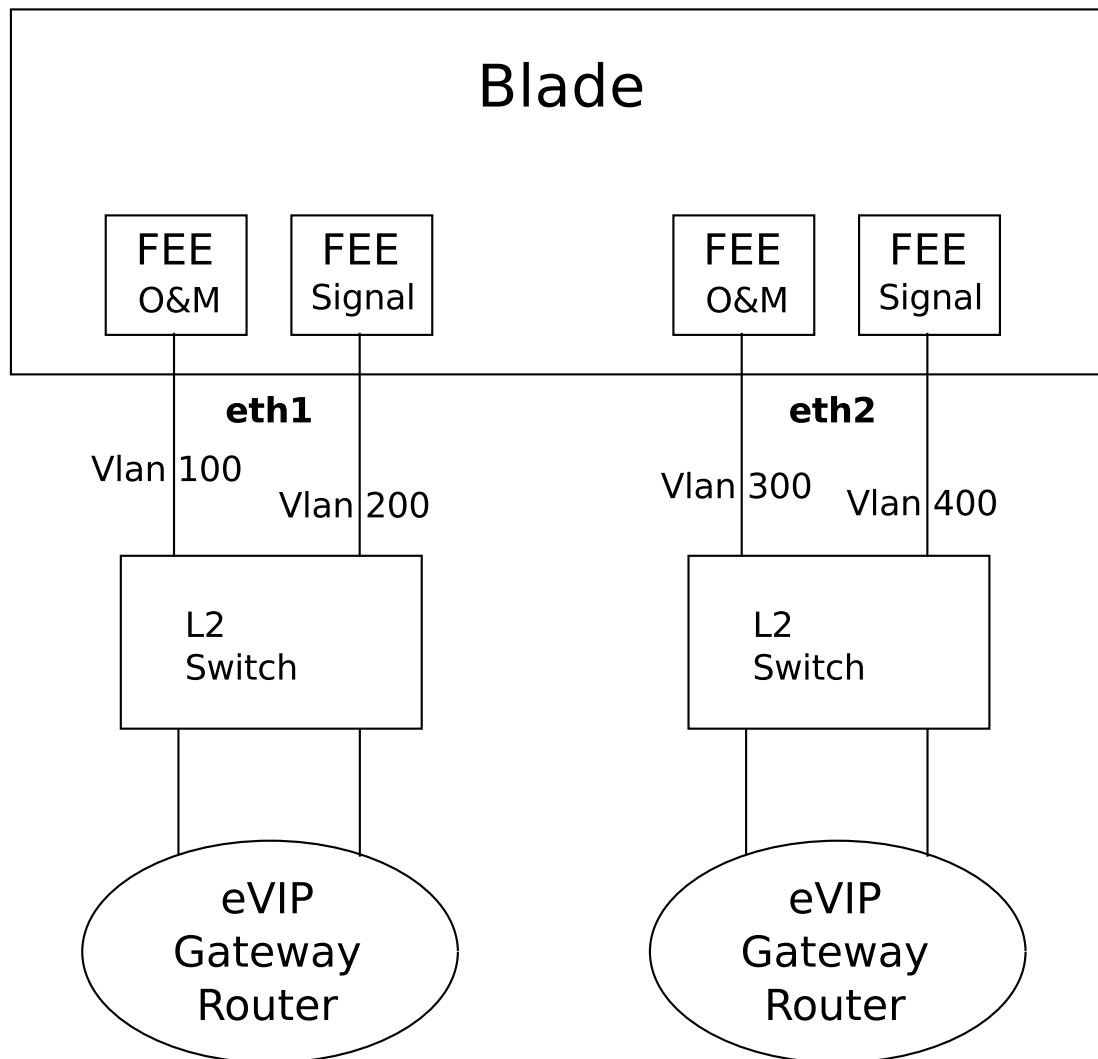 Blade
FEE
O&M
FEE
Signal
FEE
O&M
FEE
Signal
eth1
eth2
Vlan 100
Vlan 200
Vlan 300
Vlan 400
L2
Switch
L2
Switch
eVIP
Gateway
Router
eVIP
Gateway
Router